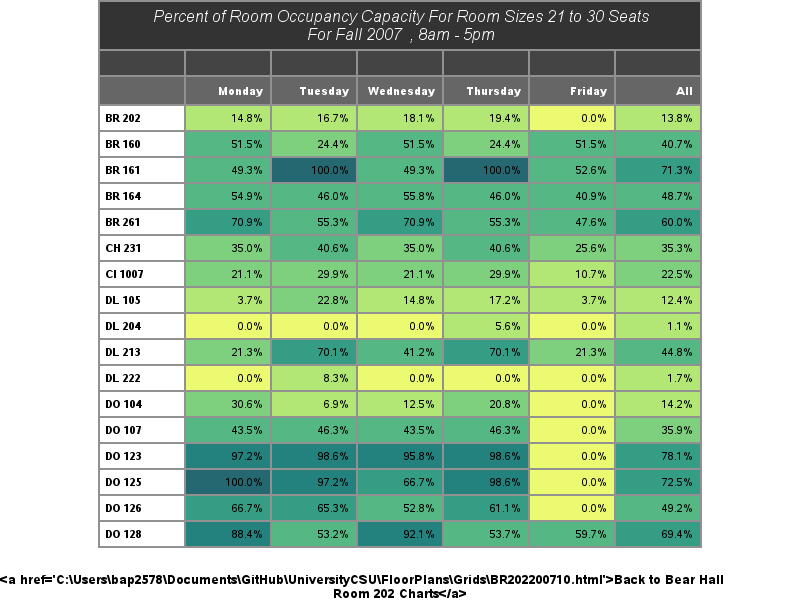 Percent of Room Occupancy Capacity For Room Sizes 21 to 30 Seats
For Fall 2007 , 8am - 5pm
Monday Tuesday Wednesday Thursday Friday All
BR 202 14.8% 16.7% 18.1% 19.4% 0.0% 13.8%
BR 160 51.5% 24.4% 51.5% 24.4% 51.5% 40.7%
BR 161 49.3% 100.0% 49.3% 100.0% 52.6% 71.3%
BR 164 54.9% 46.0% 55.8% 46.0% 40.9% 48.7%
BR 261 70.9% 55.3% 70.9% 55.3% 47.6% 60.0%
CH 231 35.0% 40.6% 35.0% 40.6% 25.6% 35.3%
CI 1007 21.1% 29.9% 21.1% 29.9% 10.7% 22.5%
DL 105 3.7% 22.8% 14.8% 17.2% 3.7% 12.4%
DL 204 0.0% 0.0% 0.0% 5.6% 0.0% 1.1%
DL 213 21.3% 70.1% 41.2% 70.1% 21.3% 44.8%
DL 222 0.0% 8.3% 0.0% 0.0% 0.0% 1.7%
DO 104 30.6% 6.9% 12.5% 20.8% 0.0% 14.2%
DO 107 43.5% 46.3% 43.5% 46.3% 0.0% 35.9%
DO 123 97.2% 98.6% 95.8% 98.6% 0.0% 78.1%
DO 125 100.0% 97.2% 66.7% 98.6% 0.0% 72.5%
DO 126 66.7% 65.3% 52.8% 61.1% 0.0% 49.2%
DO 128 88.4% 53.2% 92.1% 53.7% 59.7% 69.4%
<a href='C:\Users\bap2578\Documents\GitHub\UniversityCSU\FloorPlans\Grids\BR202200710.html'>Back to Bear Hall
Room 202 Charts</a>